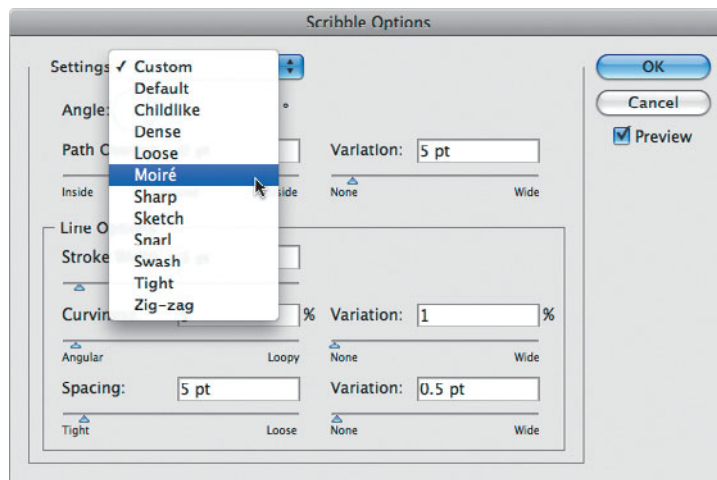 Scribble Options
Settings ✓ Custom
Default
Childlike
Dense
Loose
Moiré
Sharp
Sketch
Snarl
Swash
Tight
Zig-zag
OK
Cancel
Preview
Angle: °
Path Variation: 5 pt
Inside None Wide
Line
Stroke
% Variation: 1 %
Angular Loopy None Wide
Spacing: 5 pt Variation: 0.5 pt
Tight Loose None Wide